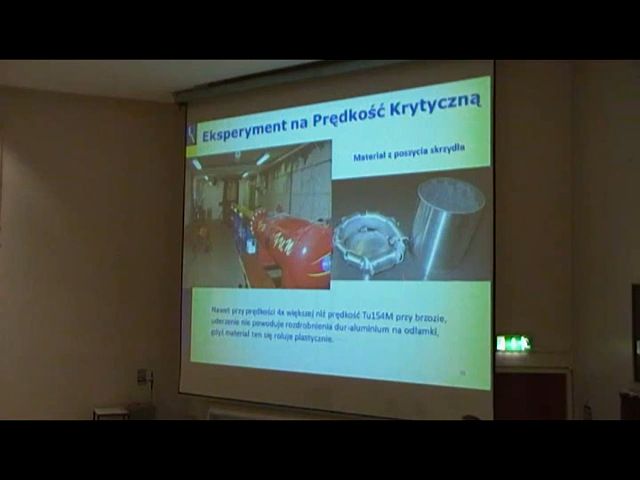 Eksperyment na Prędkość Krytyczną
Materiał z poszycia skrzydła
Nawet przy prędkości 4x większej niż prędkość Tu154M przy brzozie,
uderzenie nie powoduje rozdrobnienia dur-aluminium na odłamki,
gdyż materiał ten się roluje plastycznie.